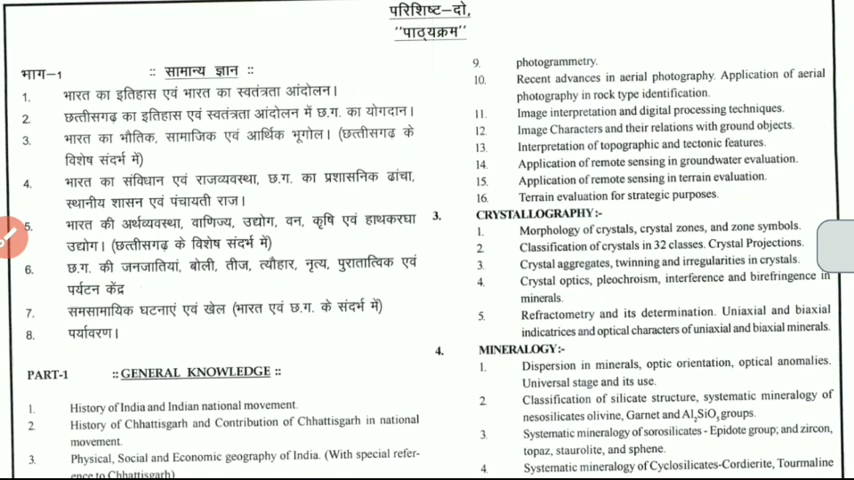 परिशिष्ट–दो,
‘‘पाठ्यक्रम’’
भाग–1 :: सामान्य ज्ञान ::
1. भारत का इतिहास एवं भारत का स्वतंत्रता आंदोलन।
2. छत्तीसगढ़ का इतिहास एवं स्वतंत्रता आंदोलन में छ.ग. का योगदान।
3. भारत का भौतिक, सामाजिक एवं आर्थिक भूगोल। (छत्तीसगढ़ के
विशेष संदर्भ में)
4. भारत का संविधान एवं राजव्यवस्था, छ.ग. का प्रशासनिक ढांचा,
स्थानीय शासन एवं पंचायती राज।
5. भारत की अर्थव्यवस्था, वाणिज्य, उद्योग, वन, कृषि एवं हाथकरघा
उद्योग। (छत्तीसगढ़ के विशेष संदर्भ में)
6. छ.ग. की जनजातियां, बोली, तीज, त्यौहार, नृत्य, पुरातात्विक एवं
पर्यटन केंद्र
7. समसामायिक घटनाएं एवं खेल (भारत एवं छ.ग. के संदर्भ में)
8. पर्यावरण।
PART-1 :: GENERAL KNOWLEDGE ::
1. History of India and Indian national movement.
2. History of Chhattisgarh and Contribution of Chhattisgarh in national
movement.
3. Physical, Social and Economic geography of India. (With special refer-
ence to Chhattisgarh)
9. photogrammetry.
10. Recent advances in aerial photography. Application of aerial
photography in rock type identification.
11. Image interpretation and digital processing techniques.
12. Image Characters and their relations with ground objects.
13. Interpretation of topographic and tectonic features.
14. Application of remote sensing in groundwater evaluation.
15. Application of remote sensing in terrain evaluation.
16. Terrain evaluation for strategic purposes.
3. CRYSTALLOGRAPHY:-
1. Morphology of crystals, crystal zones, and zone symbols.
2. Classification of crystals in 32 classes. Crystal Projections.
3. Crystal aggregates, twinning and irregularities in crystals.
4. Crystal optics, pleochroism, interference and birefringence in
minerals.
5. Refractometry and its determination. Uniaxial and biaxial
indicatrices and optical characters of uniaxial and biaxial minerals.
4. MINERALOGY:-
1. Dispersion in minerals, optic orientation, optical anomalies.
Universal stage and its use.
2. Classification of silicate structure, systematic mineralogy of
nesosilicates olivine, Garnet and Al₂SiO₅ groups.
3. Systematic mineralogy of sorosilicates - Epidote group; and zircon,
topaz, staurolite, and sphene.
4. Systematic mineralogy of Cyclosilicates-Cordierite, Tourmaline